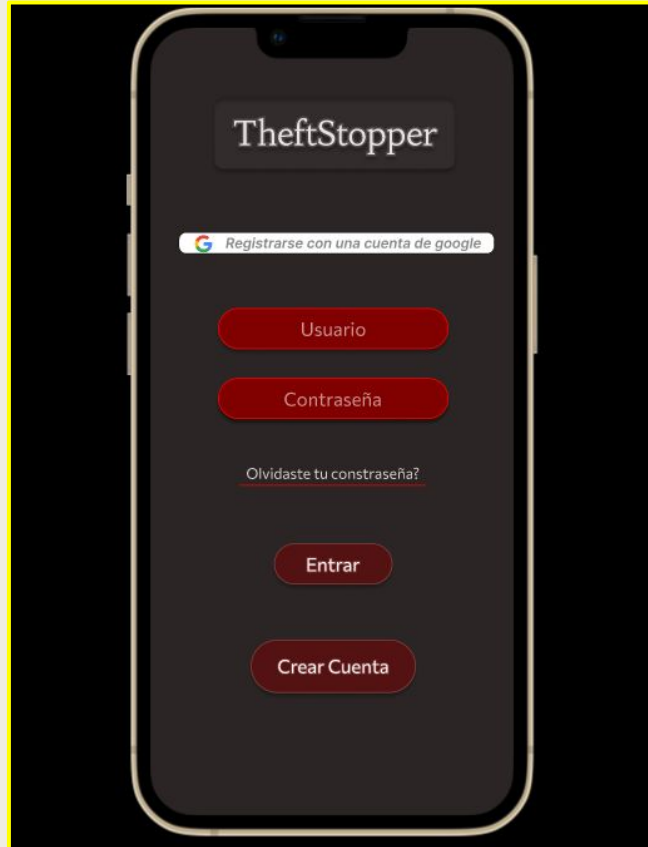 TheftStopper
Registrarse con una cuenta de google
Usuario
Contraseña
Olvidaste tu constraseña?
Entrar
Crear Cuenta